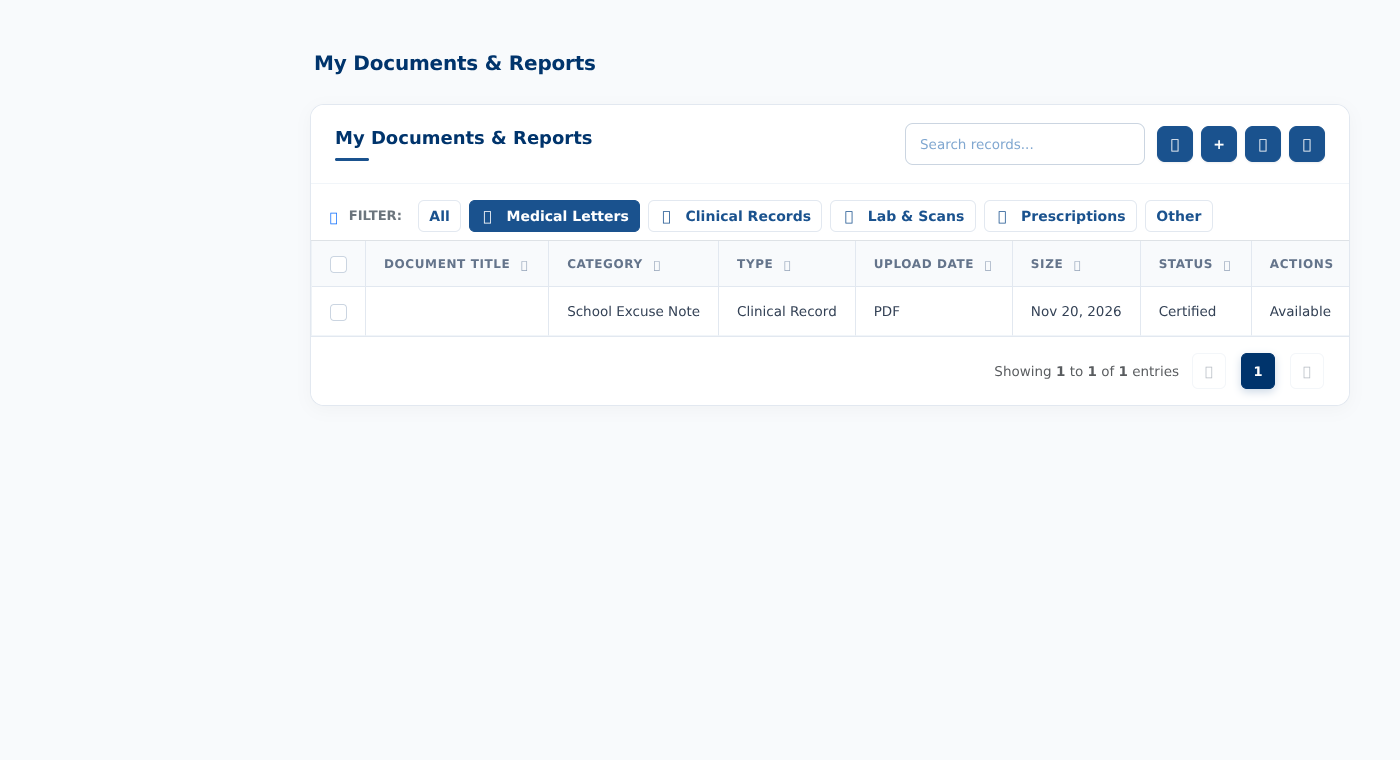 My Documents & Reports
My Documents & Reports
Search records...
+
FILTER: All Medical Letters Clinical Records Lab & Scans Prescriptions Other
DOCUMENT TITLE CATEGORY TYPE UPLOAD DATE SIZE STATUS ACTIONS
School Excuse Note Clinical Record PDF Nov 20, 2026 Certified Available
Showing 1 to 1 of 1 entries 1